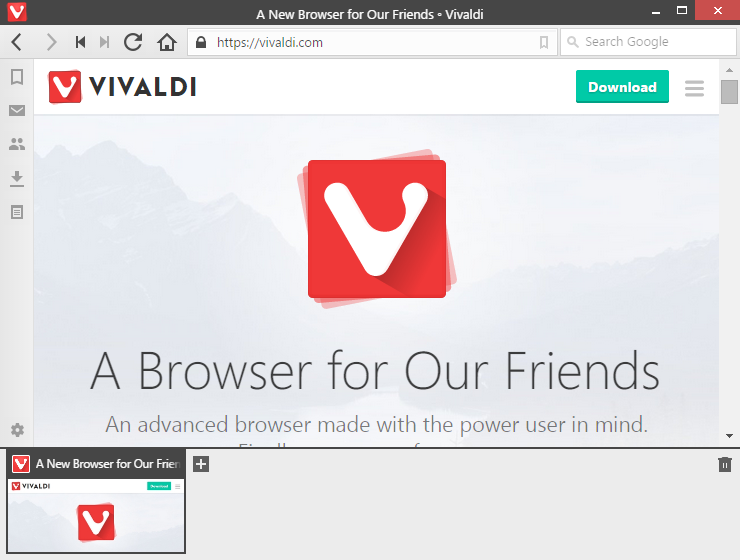 A New Browser for Our Friends • Vivaldi
https://vivaldi.com
Search Google
VIVALDI
Download
A Browser for Our Friends
An advanced browser made with the power user in mind.
A New Browser for Our Frien
VIVALDI
Download